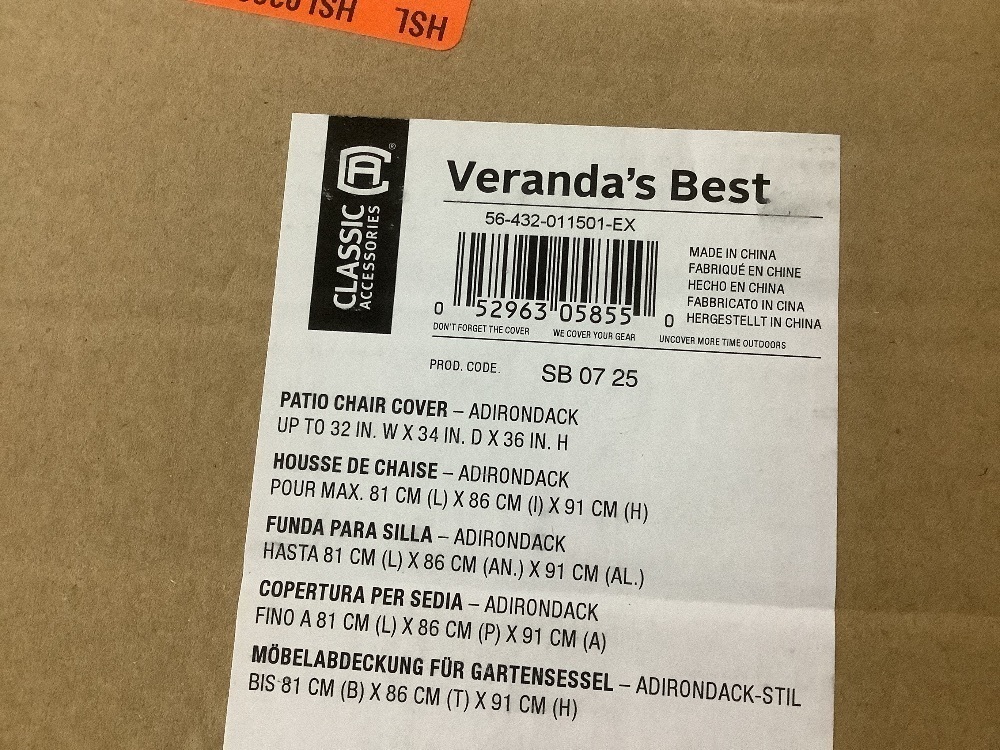 HSL
CLASSIC
ACCESSORIES
®
Veranda's Best
56-432-011501-EX
0 52963 05855 0
MADE IN CHINA
FABRIQUÉ EN CHINE
HECHO EN CHINA
FABBRICATO IN CINA
HERGESTELLT IN CHINA
DON'T FORGET THE COVER WE COVER YOUR GEAR UNCOVER MORE TIME OUTDOORS
PROD. CODE. SB 07 25
PATIO CHAIR COVER – ADIRONDACK
UP TO 32 IN. W X 34 IN. D X 36 IN. H
HOUSSE DE CHAISE – ADIRONDACK
POUR MAX. 81 CM (L) X 86 CM (l) X 91 CM (H)
FUNDA PARA SILLA – ADIRONDACK
HASTA 81 CM (L) X 86 CM (AN.) X 91 CM (AL.)
COPERTURA PER SEDIA – ADIRONDACK
FINO A 81 CM (L) X 86 CM (P) X 91 CM (A)
MÖBELABDECKUNG FÜR GARTENSESSEL – ADIRONDACK-STIL
BIS 81 CM (B) X 86 CM (T) X 91 CM (H)